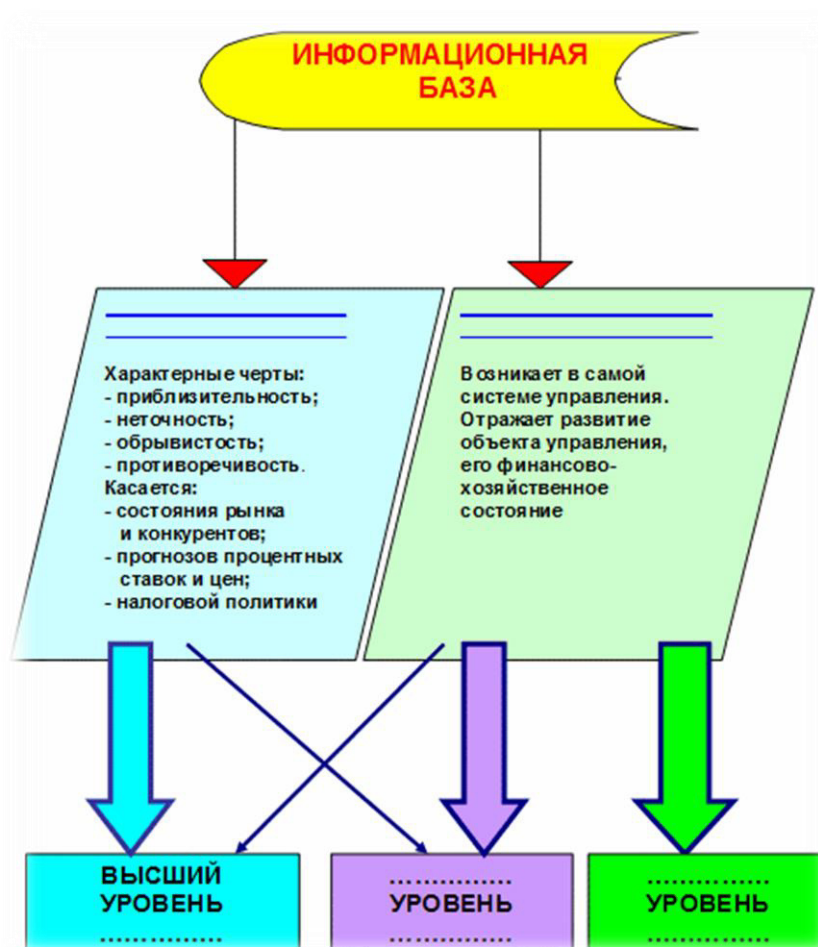 ИНФОРМАЦИОННАЯ
БАЗА
Характерные черты:
- приблизительность;
- неточность;
- обрывистость;
- противоречивость.
Касается:
- состояния рынка
и конкурентов;
- прогнозов процентных
ставок и цен;
- налоговой политики
Возникает в самой
системе управления.
Отражает развитие
объекта управления,
его финансово-
хозяйственное
состояние
ВЫСШИЙ
УРОВЕНЬ
...............
...............
УРОВЕНЬ
...............
...............
УРОВЕНЬ
...............